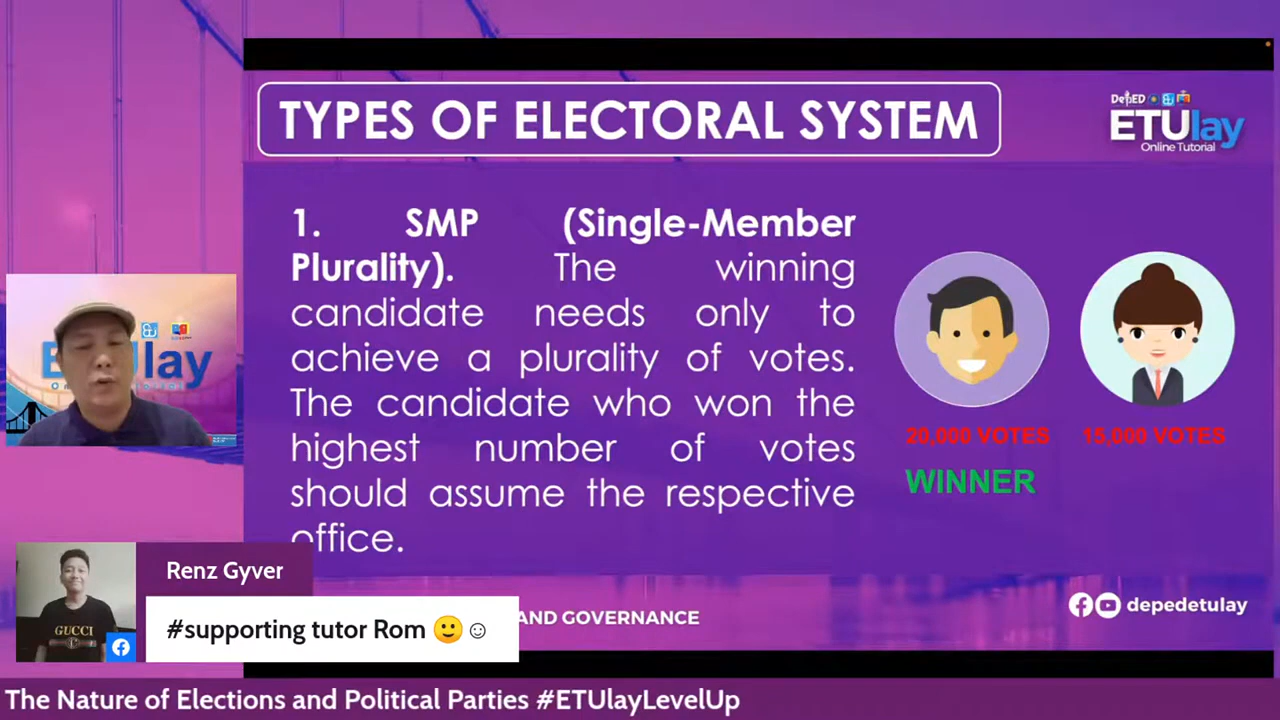 TYPES OF ELECTORAL SYSTEM
DepED
ETUlay
Online Tutorial
1. SMP (Single-Member
Plurality). The winning
candidate needs only to
achieve a plurality of votes.
The candidate who won the
highest number of votes
should assume the respective
office.
20,000 VOTES
15,000 VOTES
WINNER
Renz Gyver
GUCCI
#supporting tutor Rom 🙂☺
AND GOVERNANCE
depedetulay
The Nature of Elections and Political Parties #ETUlayLevelUp